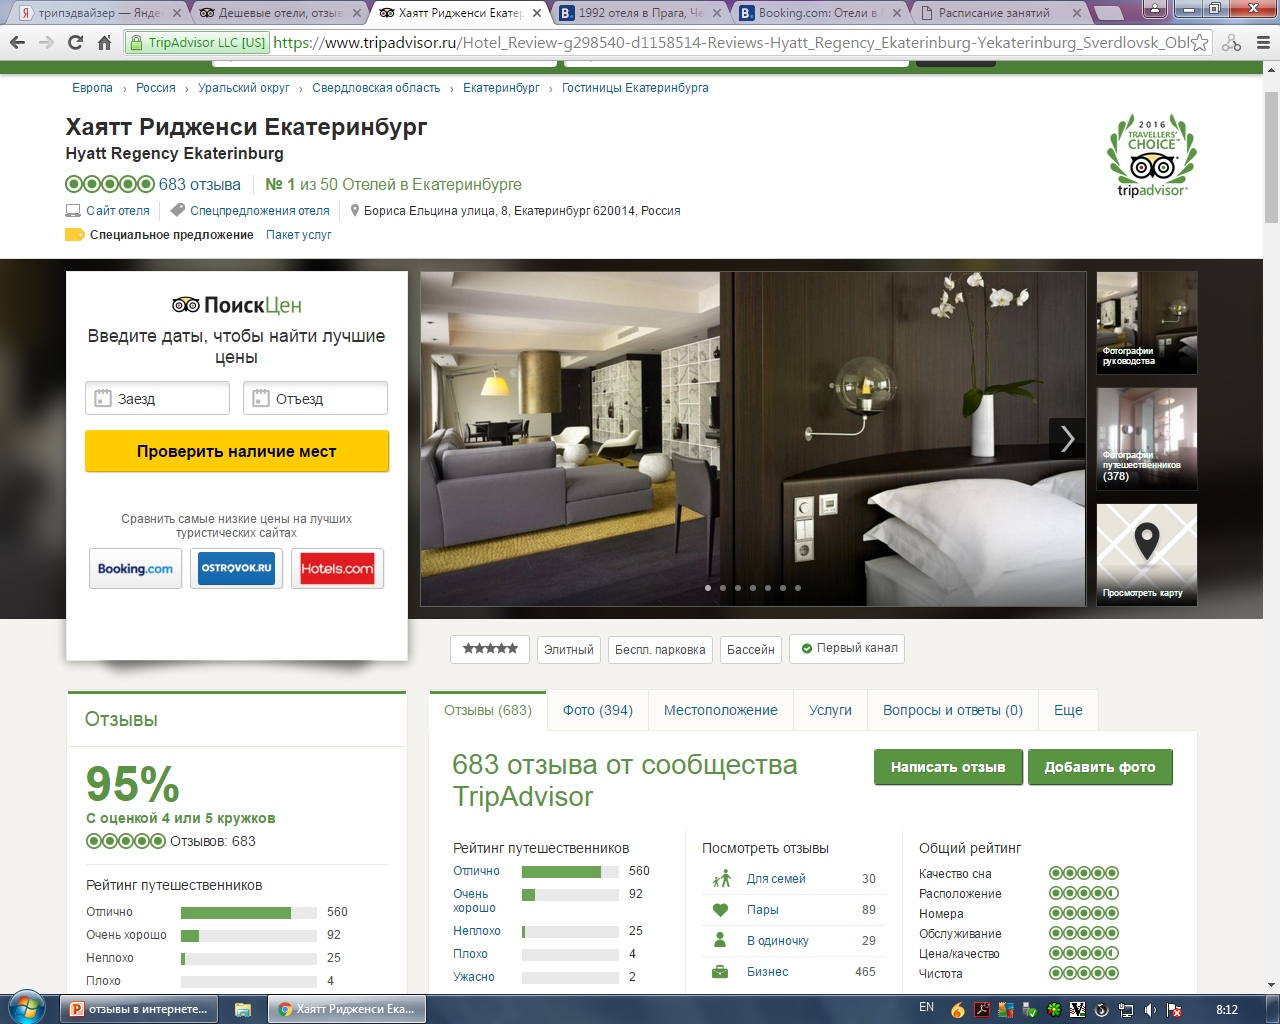 трипэдвайзер — Янде
Дешевые отели, отзыв
Хаятт Ридженси Екатер
1992 отеля в Прага, Че
Booking.com: Отели в
Расписание занятий
TripAdvisor LLC [US]
https://www.tripadvisor.ru/Hotel_Review-g298540-d1158514-Reviews-Hyatt_Regency_Ekaterinburg-Yekaterinburg_Sverdlovsk_Obl
Европа › Россия › Уральский округ › Свердловская область › Екатеринбург › Гостиницы Екатеринбурга
Хаятт Ридженси Екатеринбург
Hyatt Regency Ekaterinburg
683 отзыва № 1 из 50 Отелей в Екатеринбурге
Сайт отеля Спецпредложения отеля Бориса Ельцина улица, 8, Екатеринбург 620014, Россия
Специальное предложение Пакет услуг
2016
TRAVELLERS'
CHOICE™
tripadvisor®
ПоискЦен
Введите даты, чтобы найти лучшие
цены
Заезд Отъезд
Проверить наличие мест
Сравнить самые низкие цены на лучших
туристических сайтах
Booking.com OSTROVOK.RU Hotels.com
Фотографии
руководства
Фотографии
путешественников
(378)
Просмотреть карту
Элитный Беспл. парковка Бассейн Первый канал
Отзывы
95%
С оценкой 4 или 5 кружков
Отзывов: 683
Рейтинг путешественников
Отлично 560
Очень хорошо 92
Неплохо 25
Плохо 4
Отзывы (683) Фото (394) Местоположение Услуги Вопросы и ответы (0) Еще
683 отзыва от сообщества
TripAdvisor
Написать отзыв Добавить фото
Рейтинг путешественников
Отлично 560
Очень
хорошо 92
Неплохо 25
Плохо 4
Ужасно 2
Посмотреть отзывы
Для семей 30
Пары 89
В одиночку 29
Бизнес 465
Общий рейтинг
Качество сна
Расположение
Номера
Обслуживание
Цена/качество
Чистота
отзывы в интернете...
Хаятт Ридженси Ека...
EN
8:12